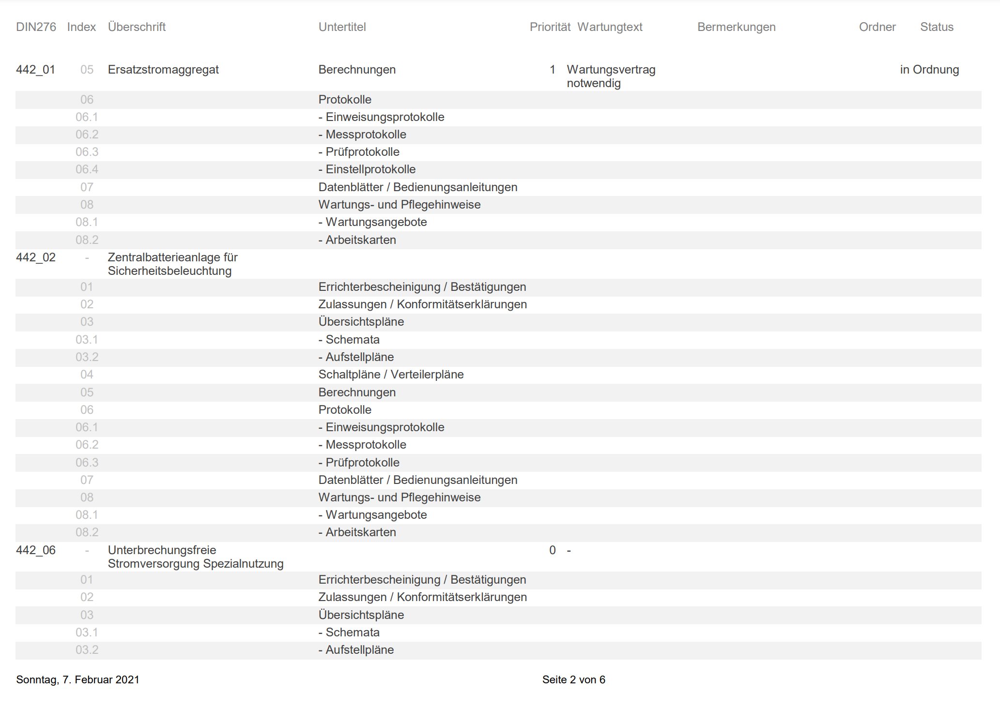 DIN276 Index Überschrift Untertitel Priorität Wartungtext Bermerkungen Ordner Status
442_01 05 Ersatzstromaggregat Berechnungen 1 Wartungsvertrag in Ordnung
notwendig
06 Protokolle
06.1 - Einweisungsprotokolle
06.2 - Messprotokolle
06.3 - Prüfprotokolle
06.4 - Einstellprotokolle
07 Datenblätter / Bedienungsanleitungen
08 Wartungs- und Pflegehinweise
08.1 - Wartungsangebote
08.2 - Arbeitskarten
442_02 - Zentralbatterieanlage für
Sicherheitsbeleuchtung
01 Errichterbescheinigung / Bestätigungen
02 Zulassungen / Konformitätserklärungen
03 Übersichtspläne
03.1 - Schemata
03.2 - Aufstellpläne
04 Schaltpläne / Verteilerpläne
05 Berechnungen
06 Protokolle
06.1 - Einweisungsprotokolle
06.2 - Messprotokolle
06.3 - Prüfprotokolle
07 Datenblätter / Bedienungsanleitungen
08 Wartungs- und Pflegehinweise
08.1 - Wartungsangebote
08.2 - Arbeitskarten
442_06 - Unterbrechungsfreie 0 -
Stromversorgung Spezialnutzung
01 Errichterbescheinigung / Bestätigungen
02 Zulassungen / Konformitätserklärungen
03 Übersichtspläne
03.1 - Schemata
03.2 - Aufstellpläne
Sonntag, 7. Februar 2021 Seite 2 von 6